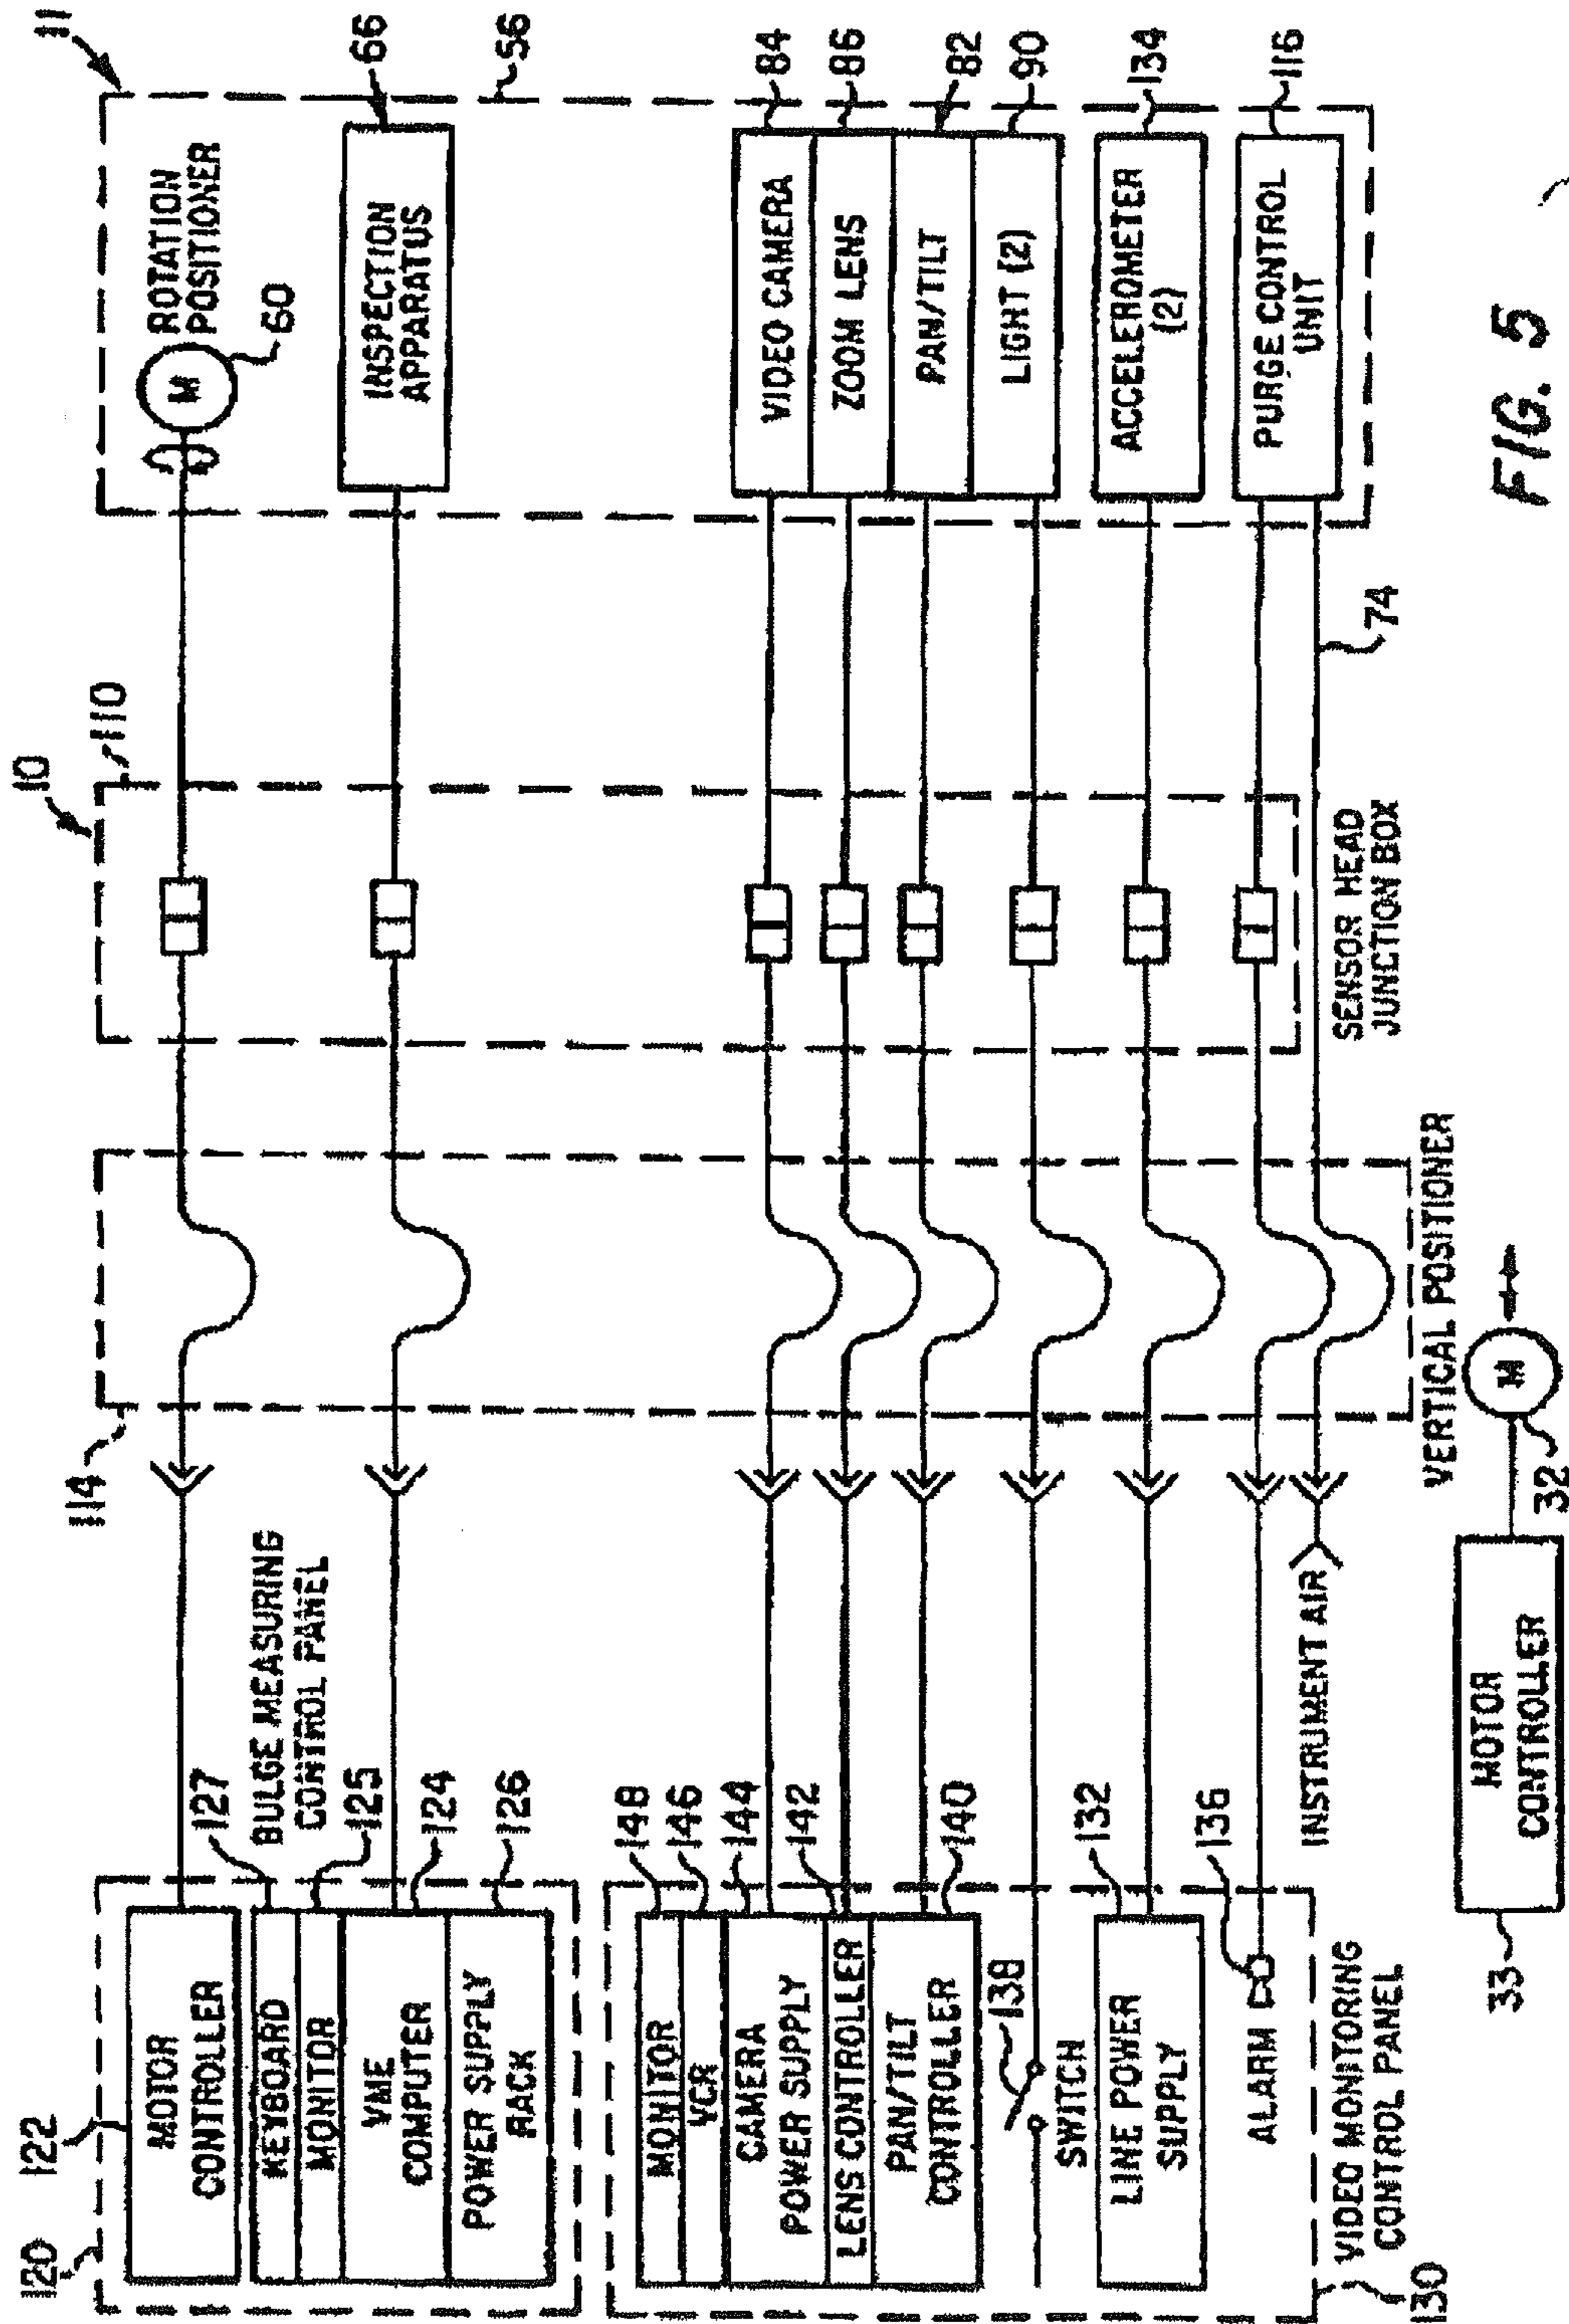 11
10
110
56
ROTATION
POSITIONER
M
60
66
INSPECTION
APPARATUS
84
VIDEO CAMERA
86
ZOOM LENS
82
PAN/TILT
90
LIGHT (2)
134
ACCELEROMETER
(2)
116
PURGE CONTROL
UNIT
74
SENSOR HEAD
JUNCTION BOX
114
VERTICAL POSITIONER
M
32
MOTOR
CONTROLLER
33
INSTRUMENT AIR
120
122
MOTOR
CONTROLLER
127
BULGE MEASURING
CONTROL PANEL
125
124
126
KEYBOARD
MONITOR
VME
COMPUTER
POWER SUPPLY
RACK
148
146
144
142
140
MONITOR
VCR
CAMERA
POWER SUPPLY
LENS CONTROLLER
PAN/TILT
CONTROLLER
138
SWITCH
132
LINE POWER
SUPPLY
136
ALARM
VIDEO MONITORING
CONTROL PANEL
130
FIG. 5